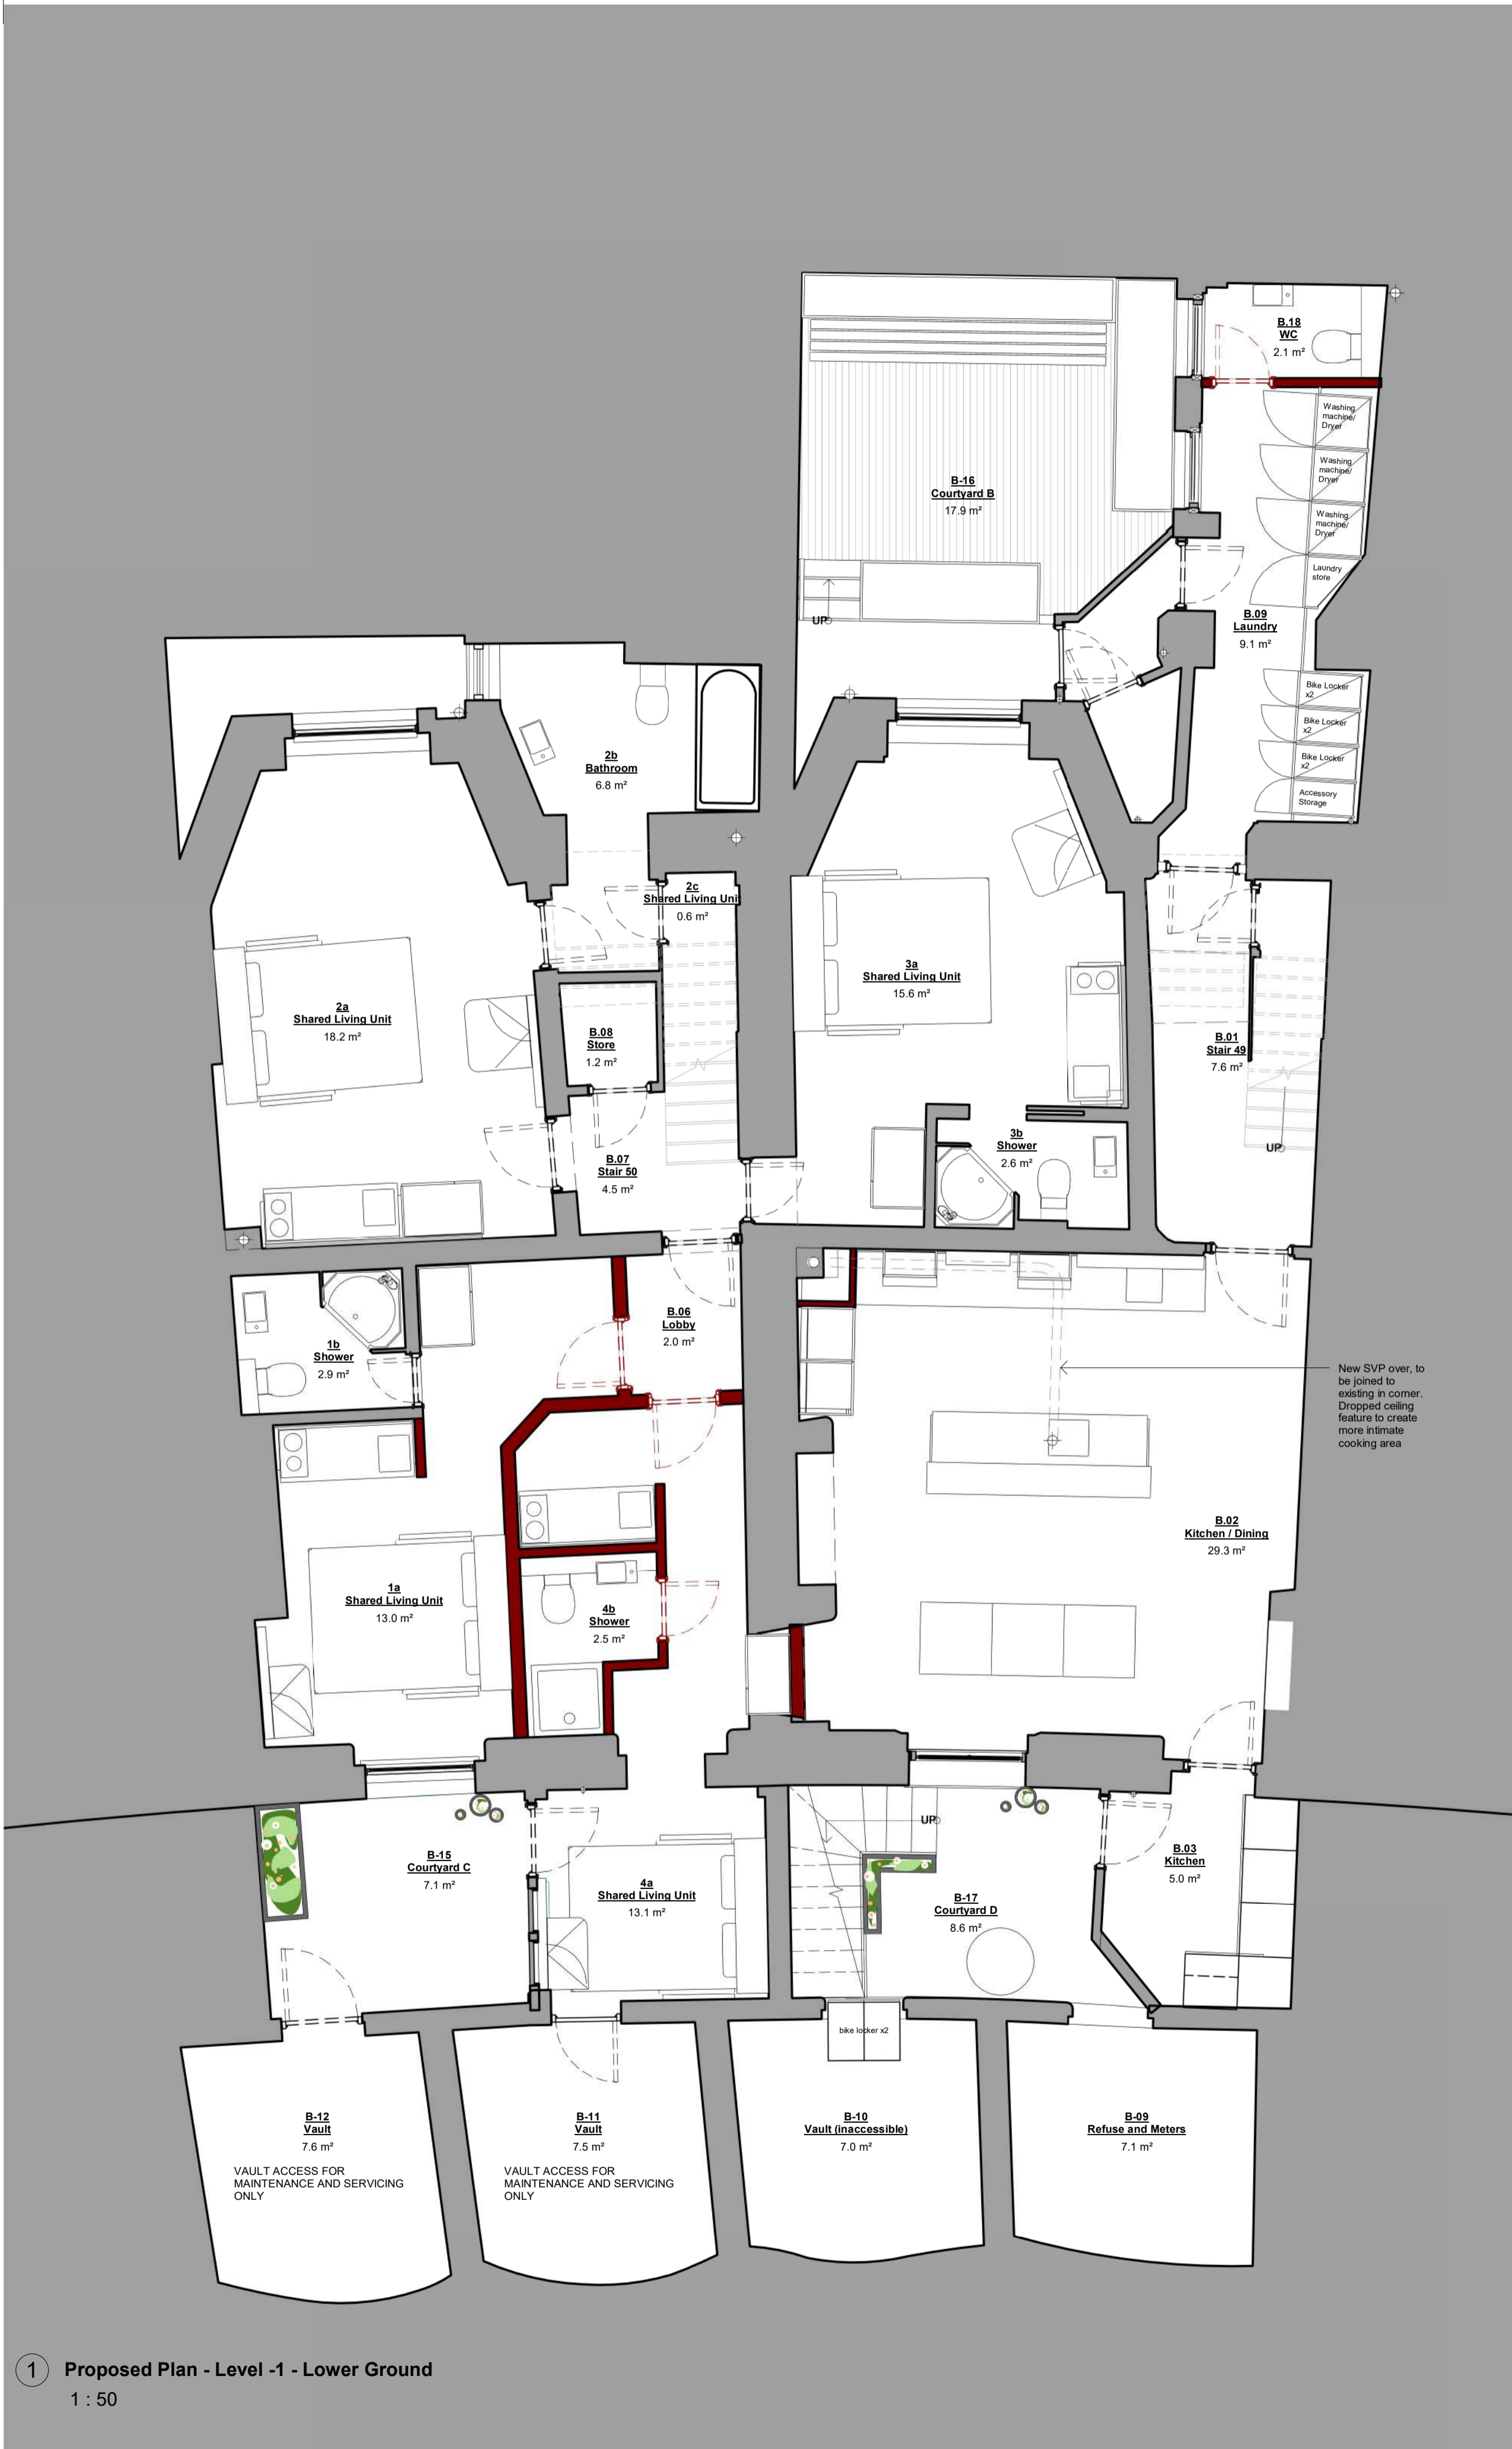 B.18
WC
2.1 m²
Washing
machine/
Dryer
Washing
machine/
Dryer
Washing
machine/
Dryer
Laundry
store
B-16
Courtyard B
17.9 m²
UP
B.09
Laundry
9.1 m²
Bike Locker
x2
Bike Locker
x2
Bike Locker
x2
Accessory
Storage
2b
Bathroom
6.8 m²
2c
Shared Living Unit
0.6 m²
3a
Shared Living Unit
15.6 m²
2a
Shared Living Unit
18.2 m²
B.08
Store
1.2 m²
B.01
Stair 49
7.6 m²
UP
3b
Shower
2.6 m²
B.07
Stair 50
4.5 m²
B.06
Lobby
2.0 m²
1b
Shower
2.9 m²
New SVP over, to
be joined to
existing in corner.
Dropped ceiling
feature to create
more intimate
cooking area
B.02
Kitchen / Dining
29.3 m²
1a
Shared Living Unit
13.0 m²
4b
Shower
2.5 m²
UP
B-15
Courtyard C
7.1 m²
4a
Shared Living Unit
13.1 m²
B-17
Courtyard D
8.6 m²
B.03
Kitchen
5.0 m²
bike locker x2
B-12
Vault
7.6 m²
VAULT ACCESS FOR
MAINTENANCE AND SERVICING
ONLY
B-11
Vault
7.5 m²
VAULT ACCESS FOR
MAINTENANCE AND SERVICING
ONLY
B-10
Vault (inaccessible)
7.0 m²
B-09
Refuse and Meters
7.1 m²
1
Proposed Plan - Level -1 - Lower Ground
1 : 50